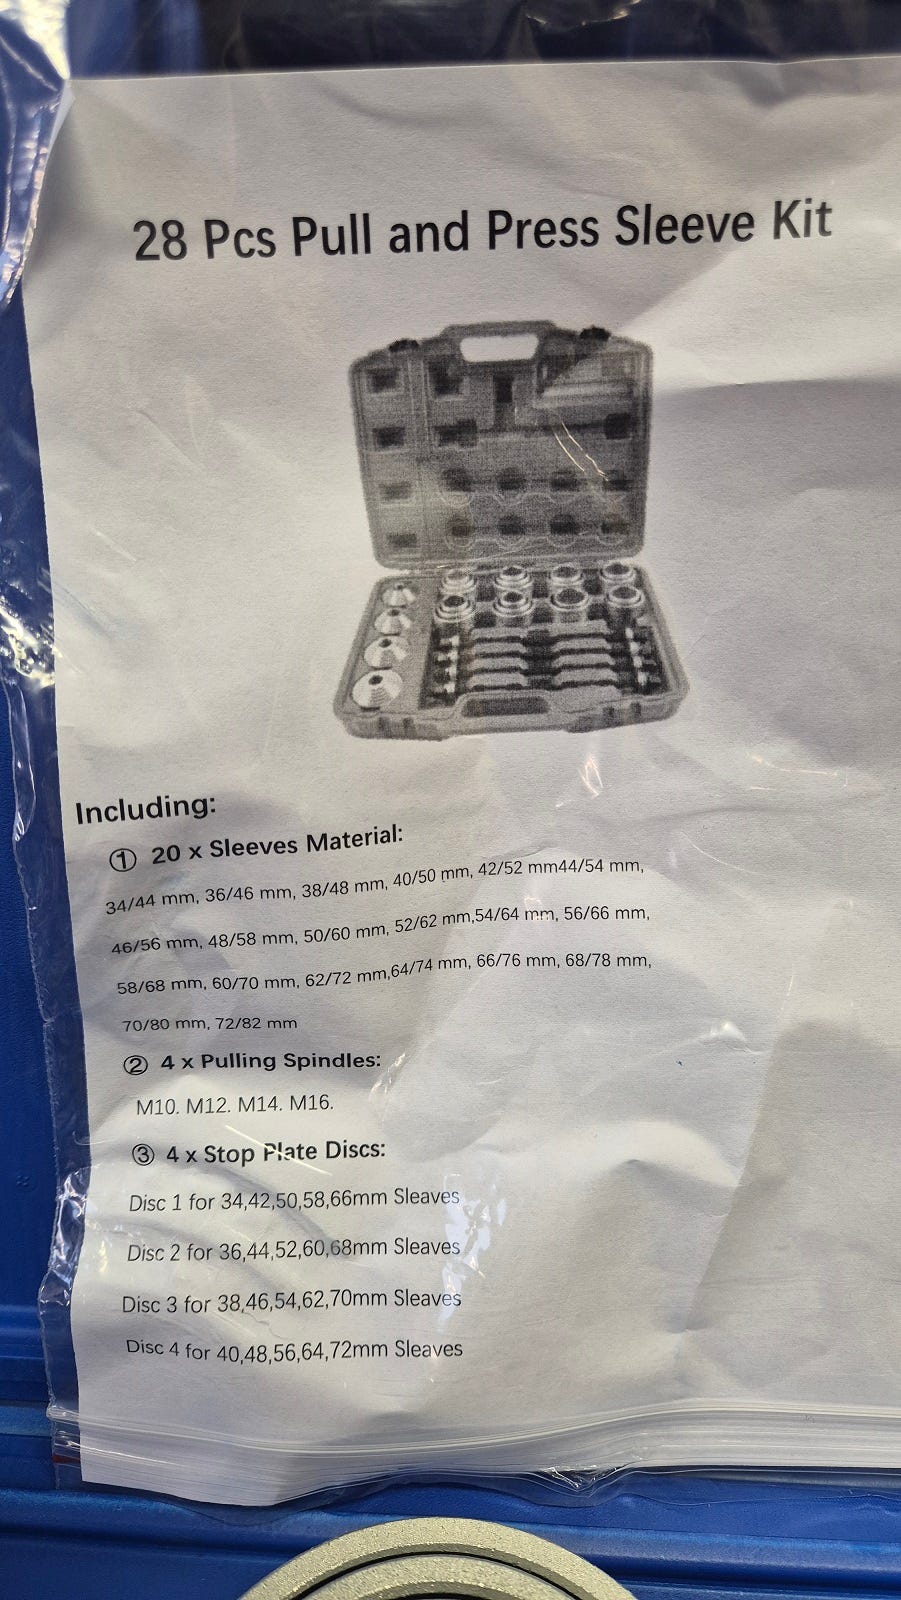 28 Pcs Pull and Press Sleeve Kit
Including:
① 20 x Sleeves Material:
34/44 mm, 36/46 mm, 38/48 mm, 40/50 mm, 42/52 mm44/54 mm,
46/56 mm, 48/58 mm, 50/60 mm, 52/62 mm,54/64 mm, 56/66 mm,
58/68 mm, 60/70 mm, 62/72 mm,64/74 mm, 66/76 mm, 68/78 mm,
70/80 mm, 72/82 mm
② 4 x Pulling Spindles:
M10. M12. M14. M16.
③ 4 x Stop Plate Discs:
Disc 1 for 34,42,50,58,66mm Sleaves
Disc 2 for 36,44,52,60,68mm Sleaves
Disc 3 for 38,46,54,62,70mm Sleaves
Disc 4 for 40,48,56,64,72mm Sleaves